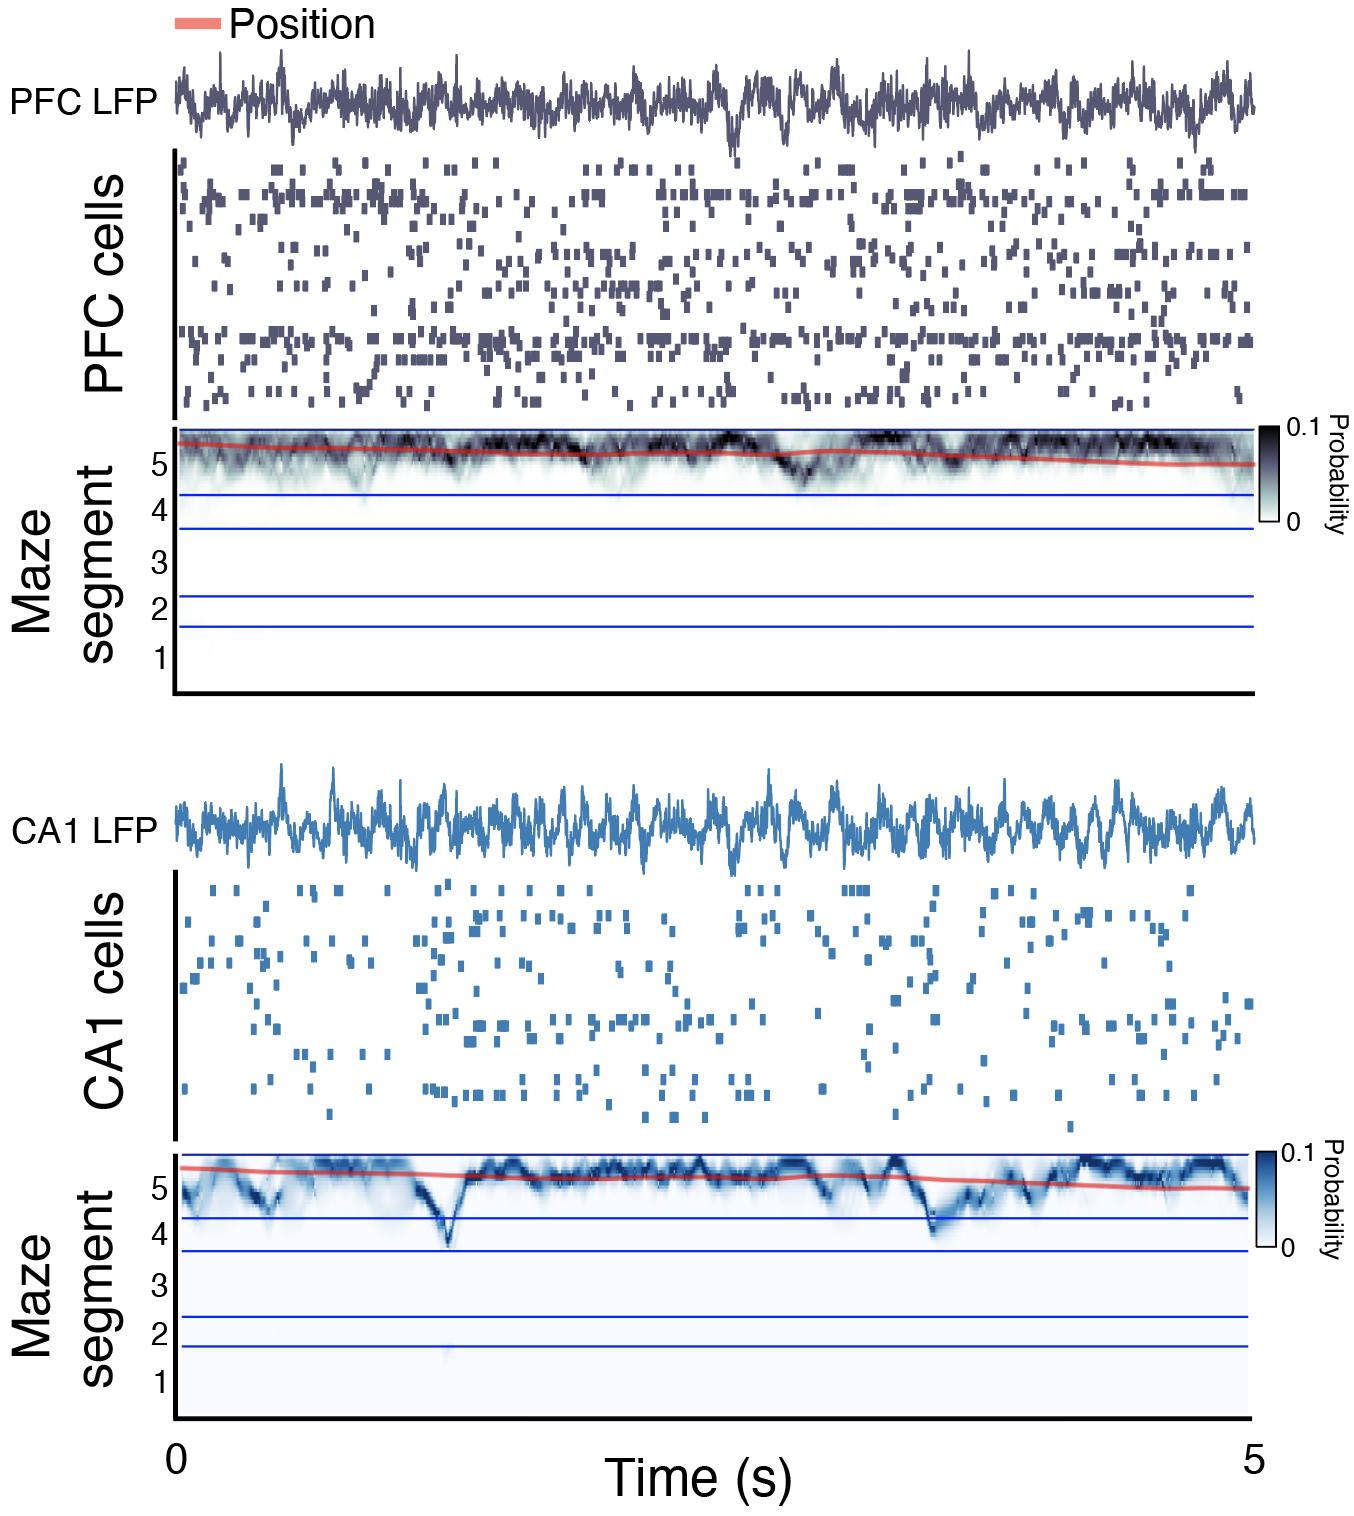 Position
PFC LFP
PFC cells
Maze
segment
5
4
3
2
1
0.1
0
Probability
CA1 LFP
CA1 cells
Maze
segment
5
4
3
2
1
0.1
0
Probability
0
5
Time (s)